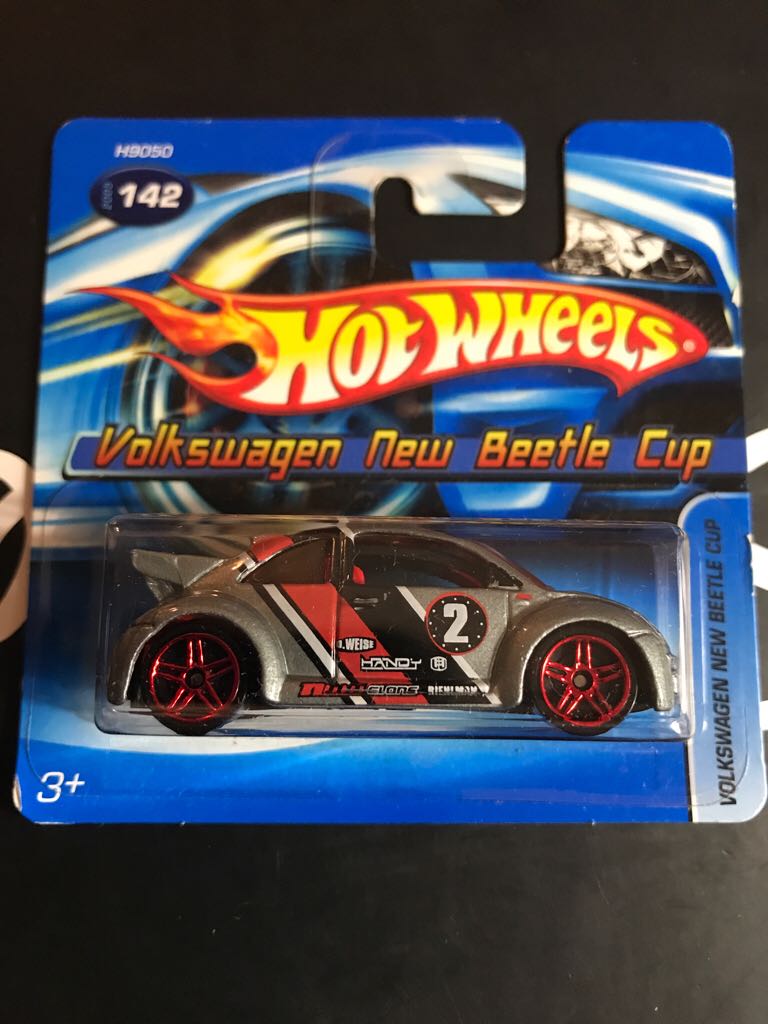 H9050
142
HOT WHEELS®
Volkswagen New Beetle Cup
VOLKSWAGEN NEW BEETLE CUP
2
HANDY
3+